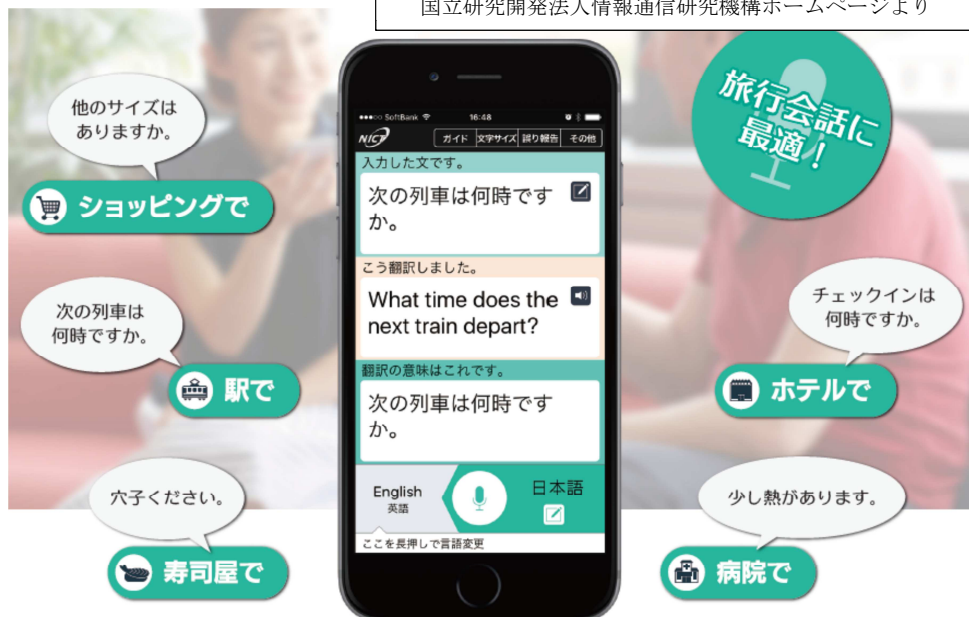 国立研究開発法人情報通信研究機構ホームページより
他のサイズは
ありますか。
ショッピングで
次の列車は
何時ですか。
駅で
穴子ください。
寿司屋で
SoftBank 16:48
NICT ガイド 文字サイズ 誤り報告 その他
入力した文です。
次の列車は何時です
か。
こう翻訳しました。
What time does the
next train depart?
翻訳の意味はこれです。
次の列車は何時です
か。
English
英語
日本語
ここを長押しで言語変更
旅行会話に
最適！
チェックインは
何時ですか。
ホテルで
少し熱があります。
病院で